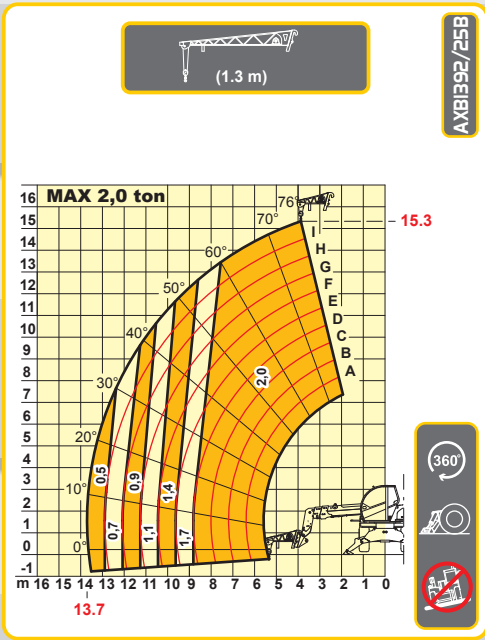 (1.3 m)
AXB1392/25B
MAX 2,0 ton
16
15
14
13
12
11
10
9
8
7
6
5
4
3
2
1
0
-1
76°
70°
60°
50°
40°
30°
20°
10°
0°
15.3
I
H
G
F
E
D
C
B
A
2,0
0,5
0,9
1,4
0,7
1,1
1,7
m 16 15 14 13 12 11 10 9 8 7 6 5 4 3 2 1 0
13.7
360°